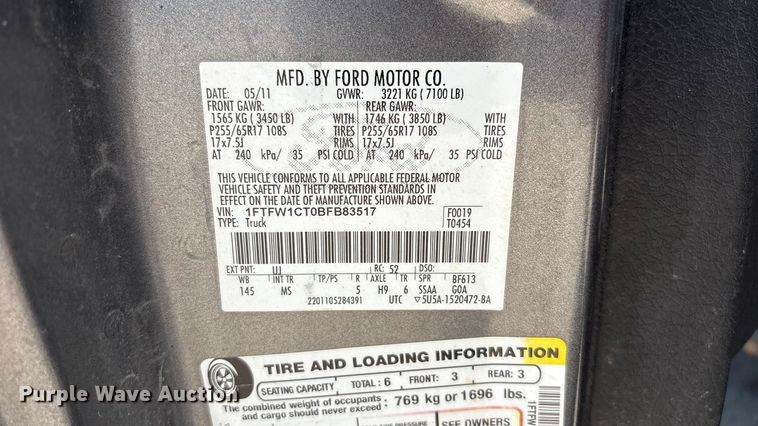 MFD. BY FORD MOTOR CO.
DATE: 05/11 GVWR: 3221 KG ( 7100 LB)
FRONT GAWR: REAR GAWR:
1565 KG ( 3450 LB) WITH 1746 KG ( 3850 LB) WITH
P255/65R17 108S TIRES P255/65R17 108S TIRES
17x7.5J RIMS 17x7.5J RIMS
AT 240 kPa/ 35 PSI COLD AT 240 kPa/ 35 PSI COLD
THIS VEHICLE CONFORMS TO ALL APPLICABLE FEDERAL MOTOR
VEHICLE SAFETY AND THEFT PREVENTION STANDARDS IN
EFFECT ON THE DATE OF MANUFACTURE SHOWN ABOVE.
VIN: 1FTFW1CT0BFB83517 F0019
TYPE: Truck T0454
EXT PNT: UJ RC: 52 DSO:
WB INT TR TP/PS R AXLE TR SPR BF613
145 MS 5 H9 6 SSAA G0A
2201105284391 UTC ▽5U5A-1520472-BA
TIRE AND LOADING INFORMATION
SEATING CAPACITY TOTAL: 6 FRONT: 3 REAR: 3
The combined weight of occupants and cargo should never exceed: 769 kg or 1696 lbs.
SEE OWNERS
Purple Wave Auction